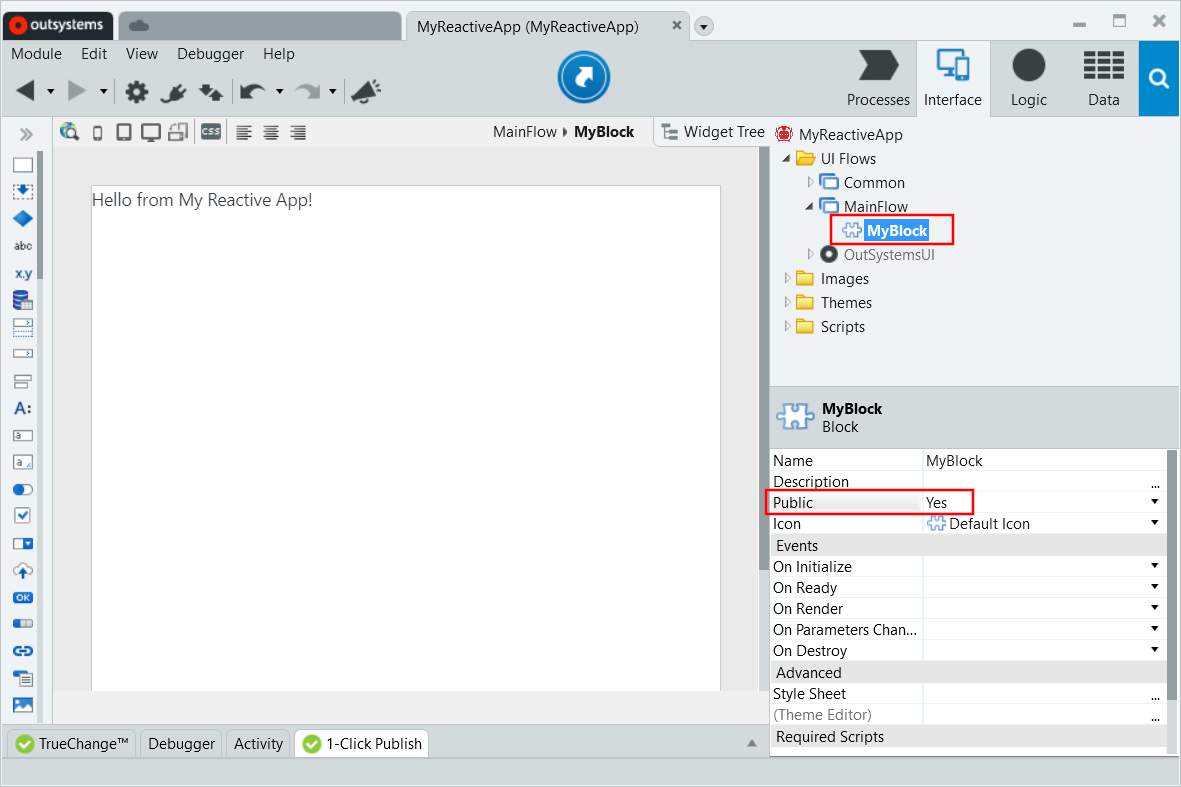 outsystems
MyReactiveApp (MyReactiveApp)
Module Edit View Debugger Help
Processes Interface Logic Data
CSS
MainFlow MyBlock
Widget Tree
abc
x.y
A:
a
a
OK
Hello from My Reactive App!
MyReactiveApp
UI Flows
Common
MainFlow
MyBlock
OutSystemsUI
Images
Themes
Scripts
MyBlock
Block
Name MyBlock
Description ...
Public Yes
Icon Default Icon
Events
On Initialize
On Ready
On Render
On Parameters Chan...
On Destroy
Advanced
Style Sheet ...
(Theme Editor) ...
Required Scripts
TrueChange™ Debugger Activity 1-Click Publish